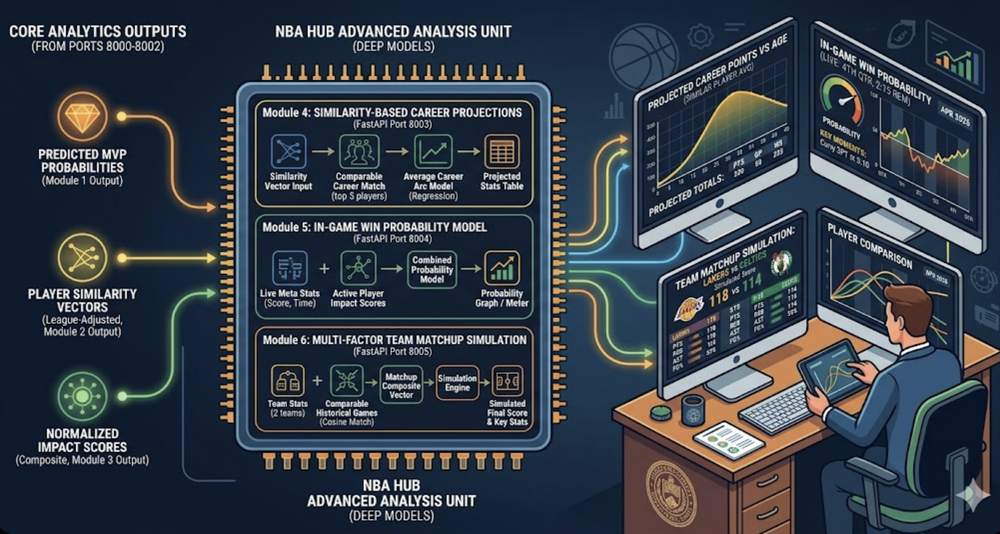 CORE ANALYTICS OUTPUTS
(FROM PORTS 8000-8002)
PREDICTED MVP
PROBABILITIES
(Module 1 Output)
PLAYER SIMILARITY
VECTORS
(League-Adjusted,
Module 2 Output)
NORMALIZED
IMPACT SCORES
(Composite, Module 3 Output)
NBA HUB ADVANCED ANALYSIS UNIT
(DEEP MODELS)
Module 4: SIMILARITY-BASED CAREER PROJECTIONS
(FastAPI Port 8003)
Similarity
Vector Input
Comparable
Career Match
(top S players)
Average Career
Arc Model
(Regression)
Projected
Stats Table
Module 5: IN-GAME WIN PROBABILITY MODEL
(FastAPI Port 8004)
Live Meta Stats
(Score, Time)
+
Active Player
Impact Scores
Combined
Probability
Model
Probability
Graph / Meter
Module 6: MULTI-FACTOR TEAM MATCHUP SIMULATION
(FastAPI Port 8005)
Team Stats
(2 teams)
+
Comparable
Historical Games
(Cosine Match)
Matchup
Composite
Vector
Simulation
Engine
Simulated
Final Score
& Key Stats
NBA HUB
ADVANCED ANALYSIS UNIT
(DEEP MODELS)
PROJECTED CAREER POINTS VS AGE
(SIMILAR PLAYER AVG)
PTS GP WS
PROJECTED TOTALS:
IN-GAME WIN PROBABILITY
(LIVE: 4TH QTR, 2:15 REM)
APR 3026
PROBABILITY
KEY MOMENTS:
Curry 3PT
TEAM MATCHUP SIMULATION:
LAKERS vs CELTICS
Simulated Score
118 vs 114
PTS
REB
AST
FG%
PLAYER COMPARISON
APR 2026